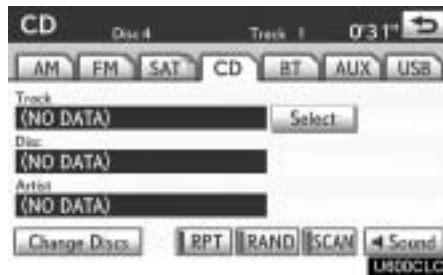 CD Disc 4 Track 1 0'31"
AM FM SAT CD BT AUX USB
Track
(NO DATA) Select
Disc
(NO DATA)
Artist
(NO DATA)
Change Discs RPT RAND SCAN Sound